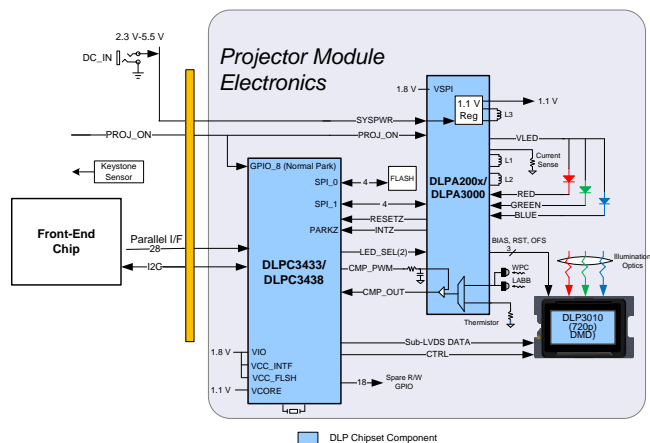 2.3 V-5.5 V
DC_IN
Projector Module
Electronics
1.8 V
VSPI
1.1 V
Reg
1.1 V
L3
SYSPWR
PROJ_ON
PROJ_ON
VLED
Keystone
Sensor
GPIO_8 (Normal Park)
SPI_0
4
FLASH
L1
Current
Sense
L2
DLPA200x/
DLPA3000
SPI_1
4
RED
GREEN
BLUE
RESETZ
PARKZ
INTZ
Front-End
Chip
Parallel I/F
28
I2C
DLPC3433/
DLPC3438
LED_SEL(2)
BIAS, RST, OFS
3
Illumination
Optics
CMP_PWM
WPC
LABB
CMP_OUT
Thermistor
DLP3010
(720p)
DMD)
Sub-LVDS DATA
CTRL
1.8 V
VIO
VCC_INTF
VCC_FLSH
1.1 V
VCORE
18
Spare R/W
GPIO
DLP Chipset Component